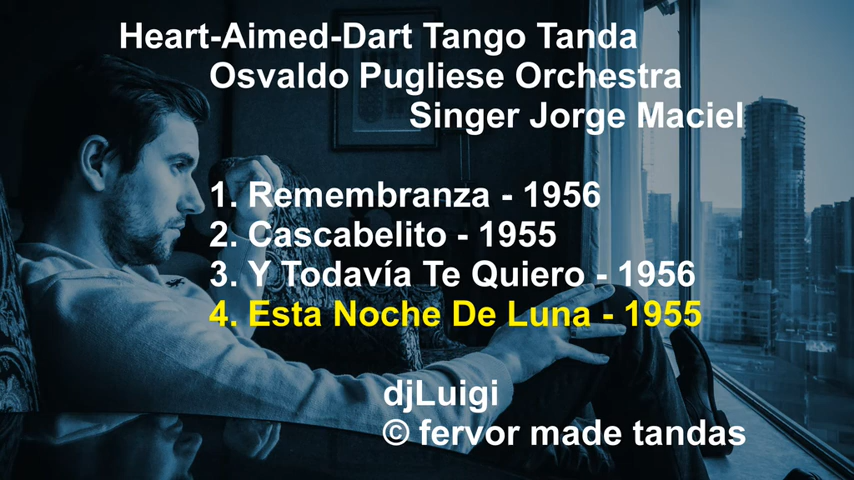 Heart-Aimed-Dart Tango Tanda
Osvaldo Pugliese Orchestra
Singer Jorge Maciel
1. Remembranza - 1956
2. Cascabelito - 1955
3. Y Todavía Te Quiero - 1956
4. Esta Noche De Luna - 1955
djLuigi
© fervor made tandas